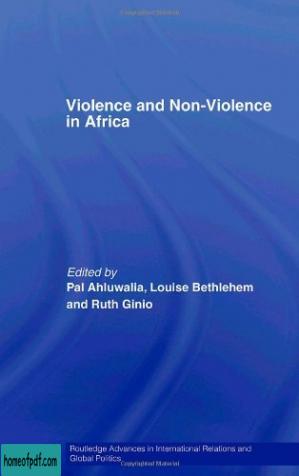 Violence and Non-Violence
in Africa
Edited by
Pal Ahluwalia, Louise Bethlehem
and Ruth Ginio
Routledge Advances in International Relations and
Global Politics
homeofpdf.com